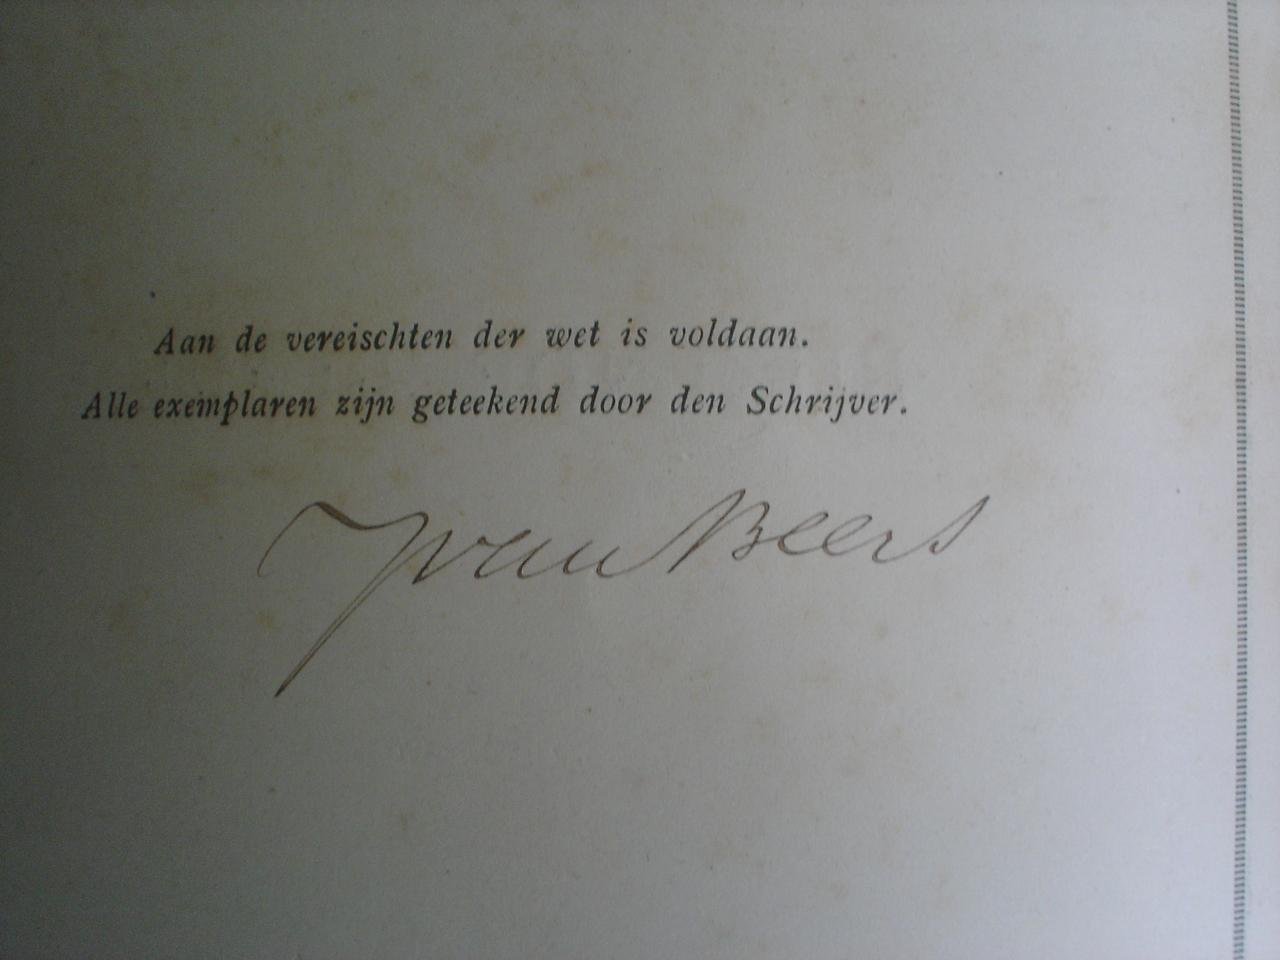 Aan de vereischten der wet is voldaan.
Alle exemplaren zijn geteekend door den Schrijver.
J van Beers